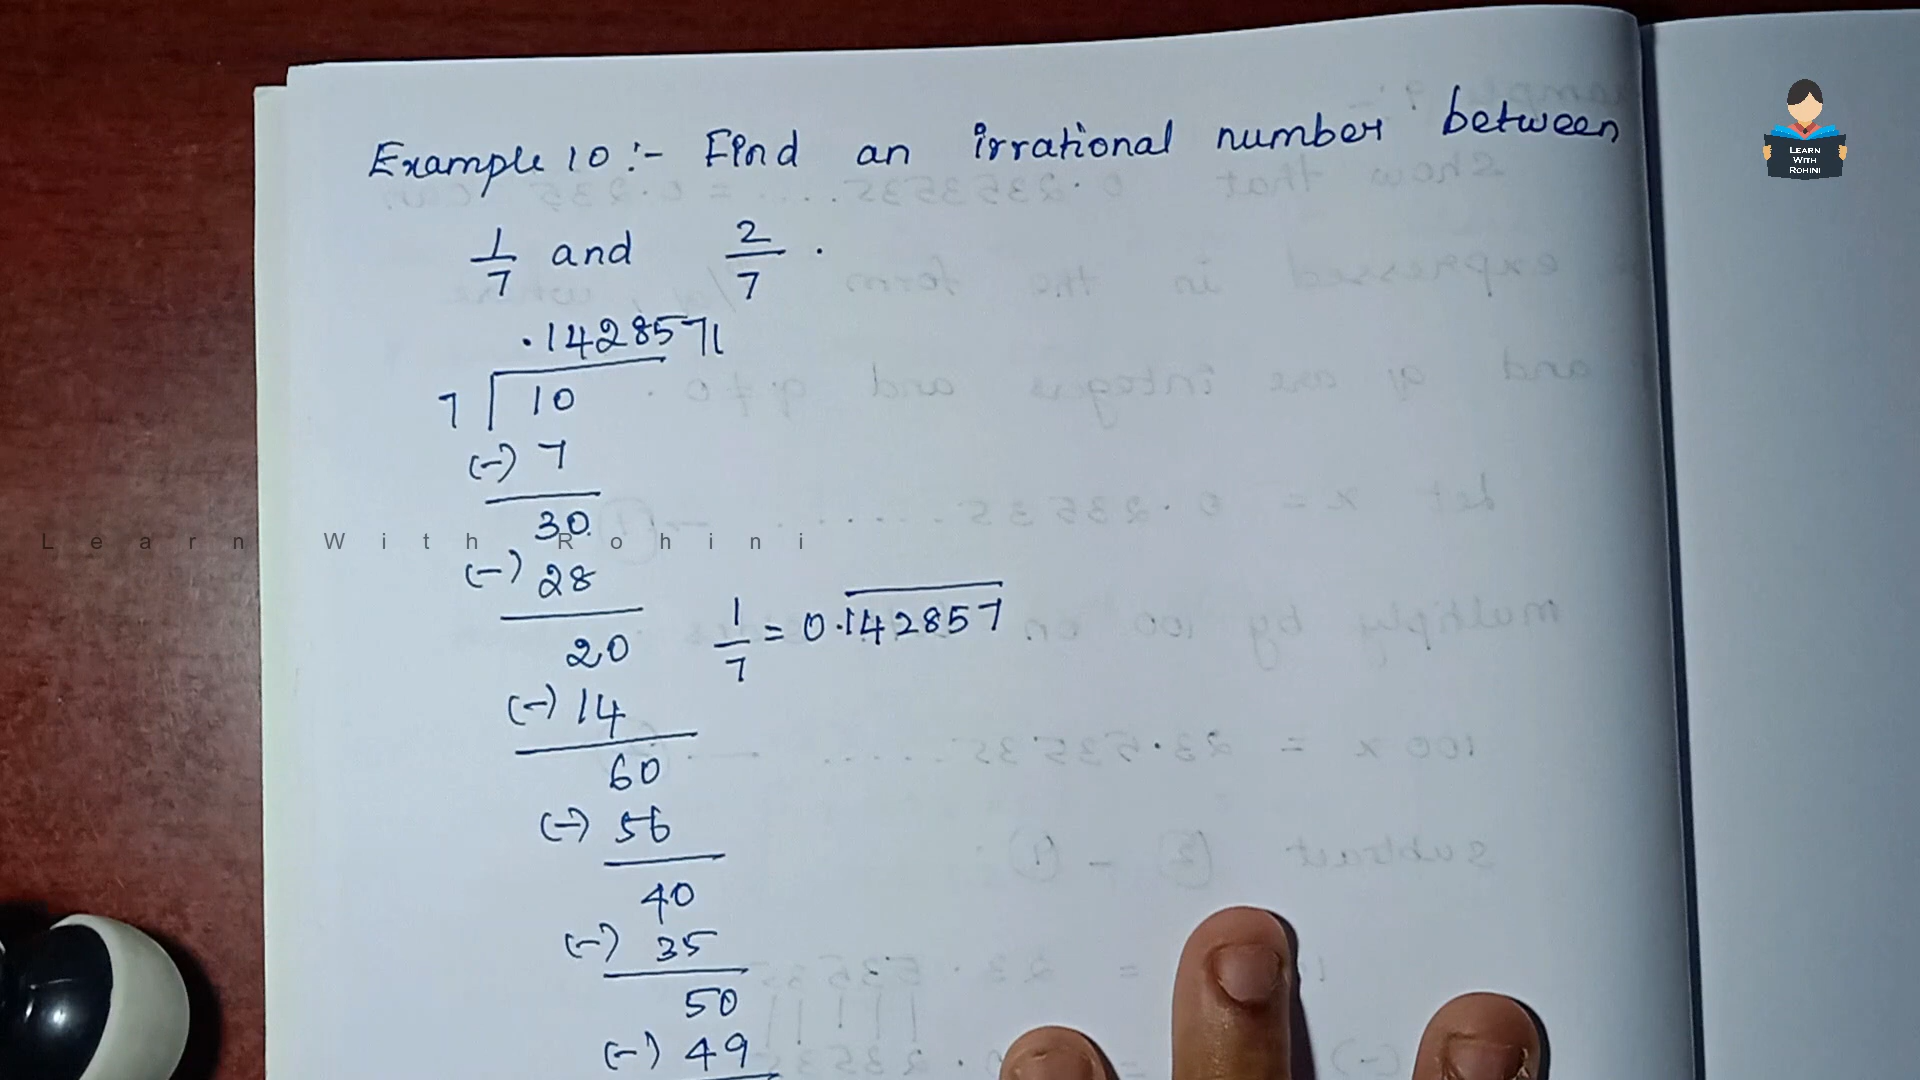 Example 10 :- Find an irrational number between
1/7 and 2/7 .
.1428571
7 10
(-) 7
30
(-) 28
20
(-) 14
60
(-) 56
40
(-) 35
50
(-) 49
1/7 = 0.142857
LEARN
WITH
ROHINI
Learn With Rohini